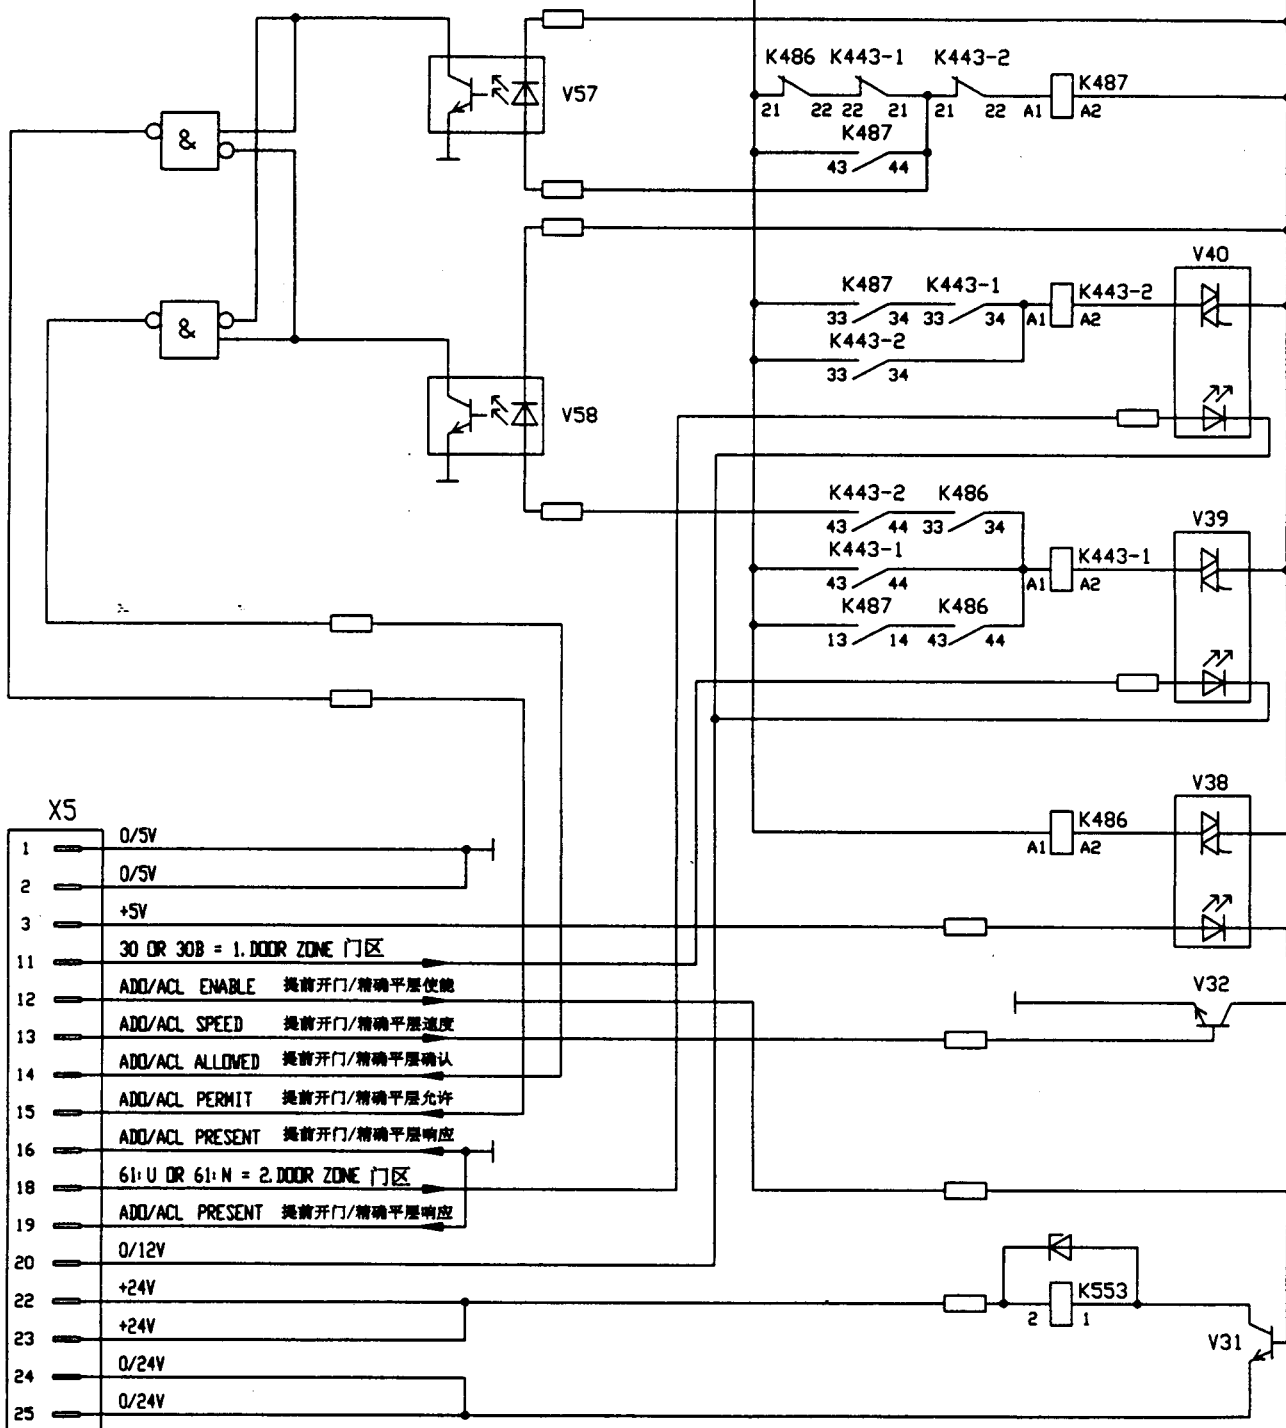 K486 K443-1 K443-2
V57
K487
21 22 22 21 21 22 A1 A2
&
K487
43 44
V40
K487 K443-1
K443-2
33 34 33 34 A1 A2
&
K443-2
33 34
V58
K443-2 K486
V39
43 44 33 34
K443-1
K443-1
43 44 A1 A2
K487 K486
13 14 43 44
V38
X5
K486
A1 A2
1 0/5V
2 0/5V
3 +5V
11 30 OR 30B = 1.DOOR ZONE 门区
12 ADO/ACL ENABLE 提前开门/精确平层使能
V32
13 ADO/ACL SPEED 提前开门/精确平层速度
14 ADO/ACL ALLOWED 提前开门/精确平层确认
15 ADO/ACL PERMIT 提前开门/精确平层允许
16 ADO/ACL PRESENT 提前开门/精确平层响应
18 61:U OR 61:N = 2.DOOR ZONE 门区
19 ADO/ACL PRESENT 提前开门/精确平层响应
20 0/12V
22 +24V
K553
2 1
23 +24V
V31
24 0/24V
25 0/24V